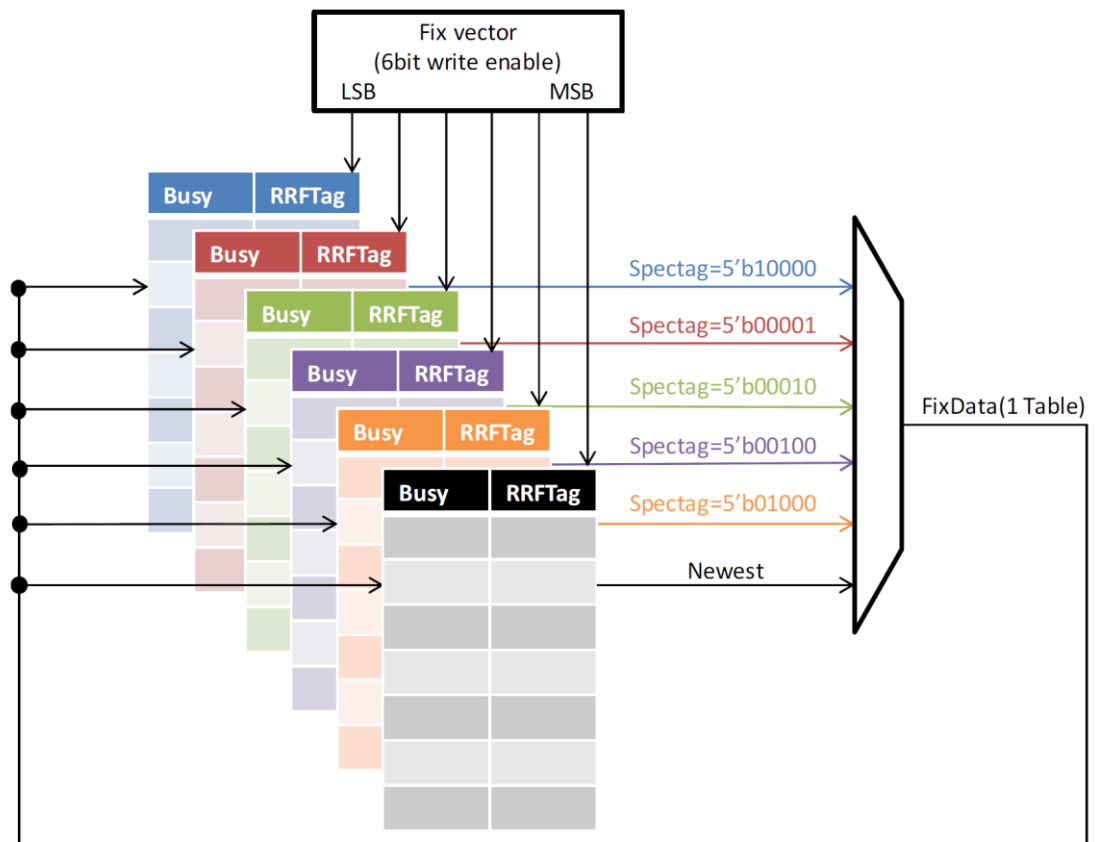 Fix vector
(6bit write enable)
LSB MSB
Busy RRFTag
Busy RRFTag
Spectag=5'b10000
Busy RRFTag
Spectag=5'b00001
Busy RRFTag
Spectag=5'b00010
FixData(1 Table)
Busy RRFTag
Spectag=5'b00100
Busy RRFTag
Spectag=5'b01000
Newest